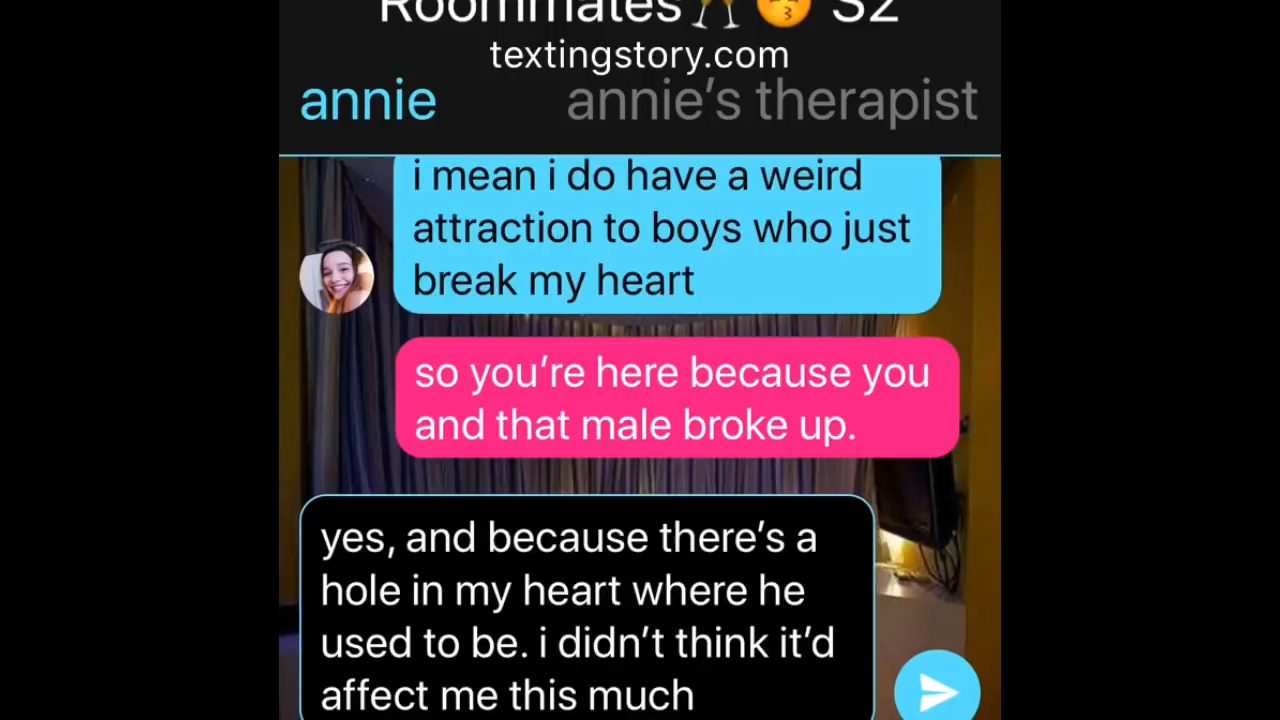 Roommates🥂😚 S2
textingstory.com
annie
annie’s therapist
i mean i do have a weird
attraction to boys who just
break my heart
so you’re here because you
and that male broke up.
yes, and because there’s a
hole in my heart where he
used to be. i didn’t think it’d
affect me this much